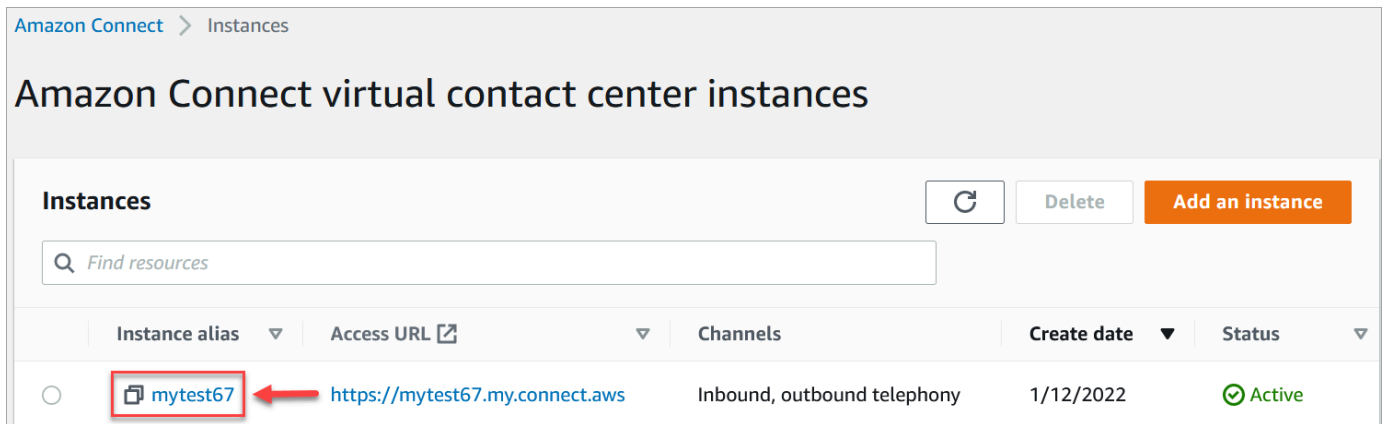 Amazon Connect > Instances
Amazon Connect virtual contact center instances
Instances
Delete
Add an instance
Find resources
Instance alias Access URL Channels Create date Status
mytest67 https://mytest67.my.connect.aws Inbound, outbound telephony 1/12/2022 Active